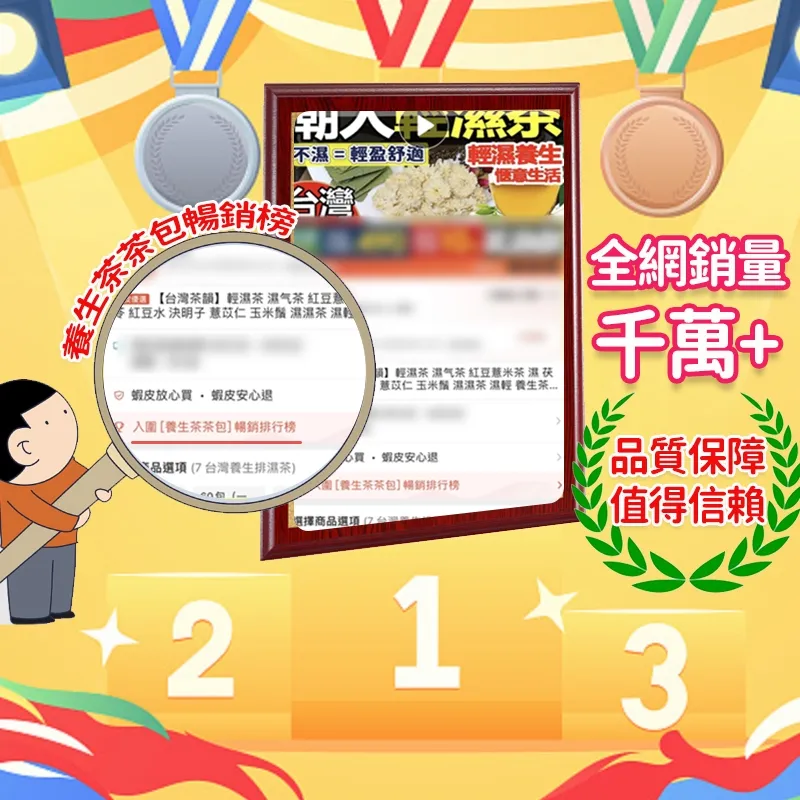 朝人輕濕茶
不濕=輕盈舒適
輕濕養生
愜意生活
台灣
養生茶茶包暢銷榜
【台灣茶韻】輕濕茶 濕气茶 紅豆薏
苓 紅豆水 決明子 薏苡仁 玉米鬚 濕濕茶 濕輕
蝦皮放心買 · 蝦皮安心退
入圍 [養生茶茶包] 暢銷排行榜
商品選項 (7 台灣養生排濕茶)
】輕濕茶 濕气茶 紅豆薏米茶 濕 茯
薏苡仁 玉米鬚 濕濕茶 濕輕 養生茶...
心買 · 蝦皮安心退
圍 [養生茶茶包] 暢銷排行榜
選擇商品選項 (7 台灣
全網銷量
千萬+
品質保障
值得信賴
2
1
3